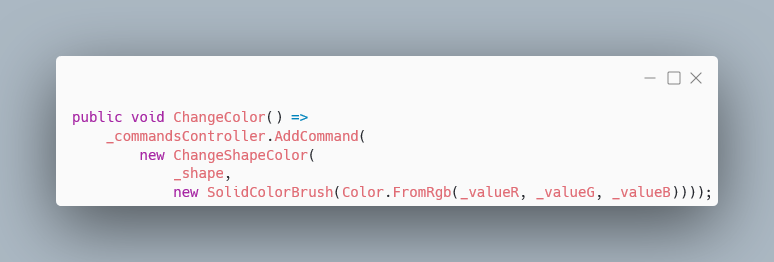 public void ChangeColor() =>
    _commandsController.AddCommand(
        new ChangeShapeColor(
            _shape,
            new SolidColorBrush(Color.FromRgb(_valueR, _valueG, _valueB))));